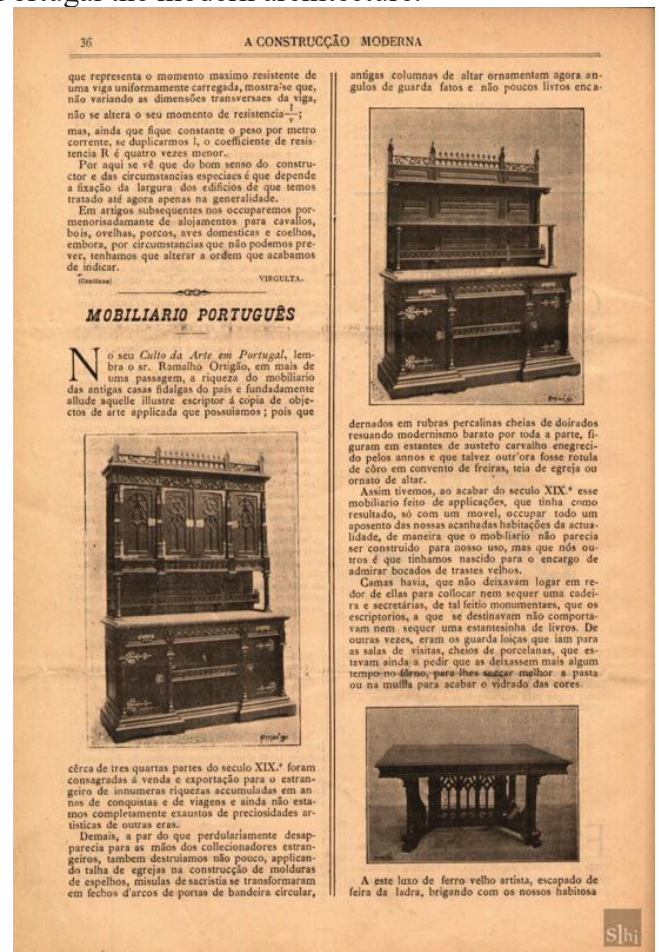 Portugal the modern architecture.
36
A CONSTRUCÇÃO MODERNA
que representa o momento maximo resistente de
uma viga uniformemente carregada, mostra-se que,
não variando as dimensões transversaes da viga,
não se altera o seu momento de resistencia I/v;
mas, ainda que fique constante o peso por metro
corrente, se duplicarmos l, o coefficiente de resis-
tencia R é quatro vezes menor.
Por aqui se vê que do bom senso do constru-
ctor e das circumstancias especiaes é que depende
a fixação da largura dos edificios de que temos
tratado até agora apenas na generalidade.
Em artigos subsequentes nos occuparemos por-
menorisadamante de alojamentos para cavallos,
bois, ovelhas, porcos, aves domesticas e coelhos,
embora, por circumstancias que não podemos pre-
ver, tenhamos que alterar a ordem que acabamos
de indicar.
(Continua)
VIRGULTA.
MOBILIARIO PORTUGUÊS
No seu Culto da Arte em Portugal, lem-
bra o sr. Ramalho Ortigão, em mais de
uma passagem, a riqueza do mobiliario
das antigas casas fidalgas do país e fundadamente
allude aquelle illustre escriptor á copia de obje-
ctos de arte applicada que possuiamos; pois que
cêrca de tres quartas partes do seculo XIX.º foram
consagradas á venda e exportação para o estran-
geiro de innumeras riquezas accumuladas em an
nos de conquistas e de viagens e ainda não esta-
mos completamente exaustos de preciosidades ar-
tisticas de outras eras.
Demais, a par do que perdulariamente desap-
parecia para as mãos dos collecionadores estran-
geiros, tambem destruiamos não pouco, applican-
do talha de egrejas na construcção de molduras
de espelhos, misulas de sacristia se transformaram
em fechos d'arcos de portas de bandeira circular,
antigas columnas de altar ornamentam agora an-
gulos de guarda fatos e não poucos livros enca-
dernados em rubras percalinas cheias de doirados
resuando modernismo barato por toda a parte, fi-
guram em estantes de austero carvalho enegreci-
do pelos annos e que talvez outr'ora fosse rotula
de côro em convento de freiras, teia de egreja ou
ornato de altar.
Assim tivemos, ao acabar do seculo XIX.º esse
mobiliario feito de applicações, que tinha como
resultado, só com um movel, occupar todo um
aposento das nossas acanhadas habitações da actua-
lidade, de maneira que o mobiliario não parecia
ser construido para nosso uso, mas que nós ou-
tros é que tinhamos nascido para o encargo de
admirar bocados de trastes velhos.
Camas havia, que não deixavam logar em re-
dor de ellas para collocar nem sequer uma cadei-
ra e secretárias, de tal feitio monumentaes, que os
escriptorios, a que se destinavam não comporta-
vam nem sequer uma estantesinha de livros. De
outras vezes, eram os guarda loiças que iam para
as salas de visitas, cheios de porcelanas, que es-
tavam ainda a pedir que as deixassem mais algum
tempo no fôrno, para lhes seccar melhor a pasta
ou na muffla para acabar o vidrado das cores
A este luxo de ferro velho artista, escapado de
feira da ladra, brigando com os nossos habitosa
S]hj